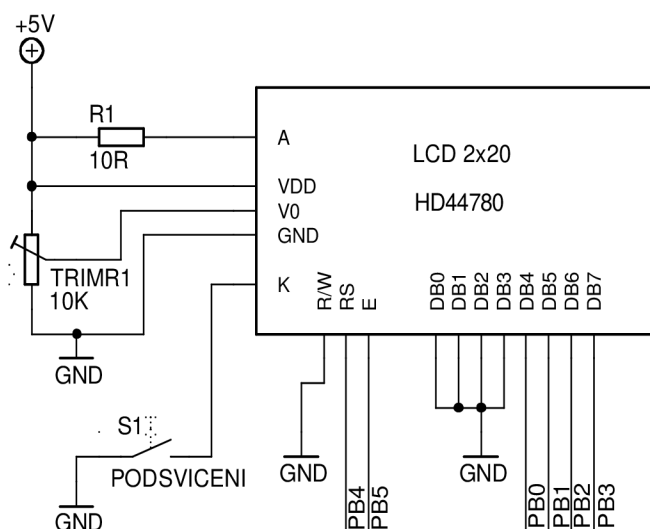 +5V
R1
10R
A
LCD 2x20
VDD
HD44780
V0
GND
TRIMR1
10K
K
R/W
RS
E
DB0
DB1
DB2
DB3
DB4
DB5
DB6
DB7
GND
S1
PODSVICENI
GND
GND
GND
PB4
PB5
PB0
PB1
PB2
PB3